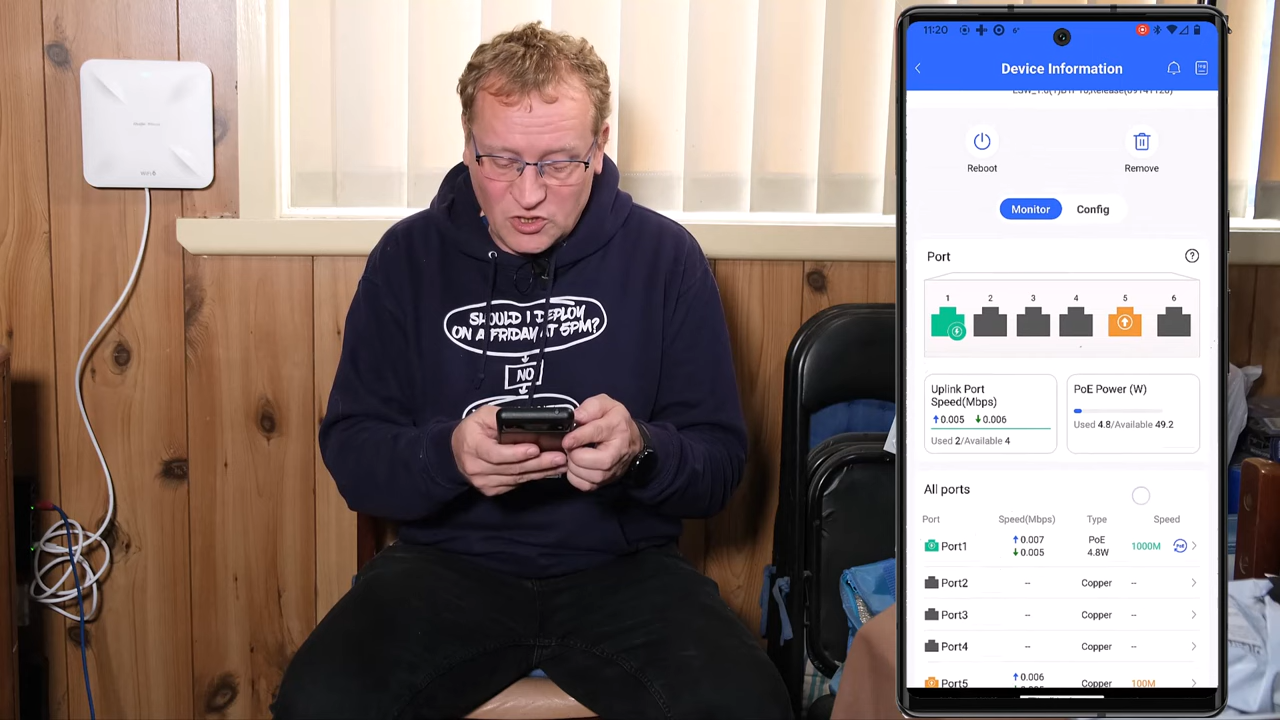 WiFi6
SHOULD I DEPLOY
ON A FRIDAY AT 5PM?
NO
11:20
6°
Device Information
Reboot
Remove
Monitor
Config
Port
1 2 3 4 5 6
Uplink Port
Speed(Mbps)
0.005 0.006
Used 2/Available 4
PoE Power (W)
Used 4.8/Available 49.2
All ports
Port Speed(Mbps) Type Speed
Port1 0.007 PoE 1000M PoE
0.005 4.8W
Port2 -- Copper --
Port3 -- Copper --
Port4 -- Copper --
Port5 0.006 Copper 100M